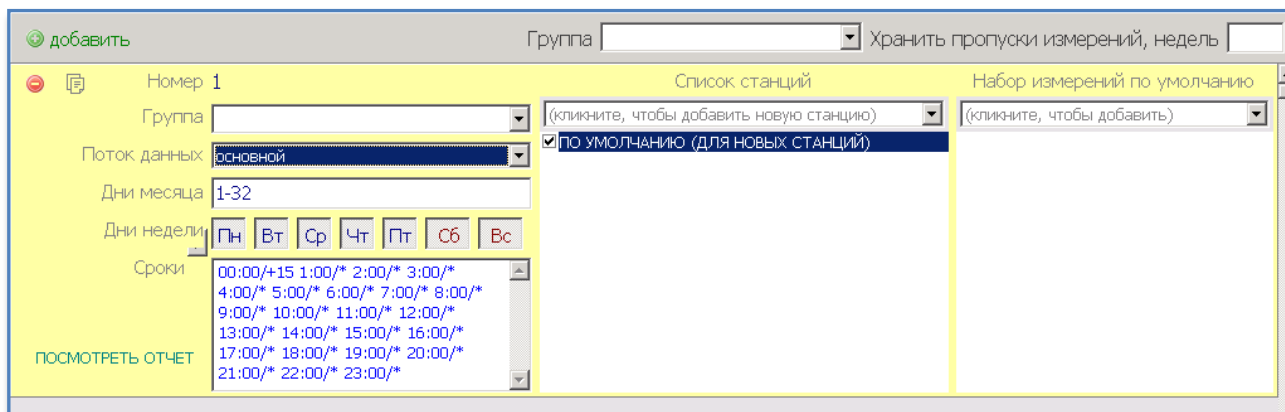 добавить Группа Хранить пропуски измерений, недель
Номер 1 Список станций Набор измерений по умолчанию
Группа (кликните, чтобы добавить новую станцию) (кликните, чтобы добавить)
ПО УМОЛЧАНИЮ (ДЛЯ НОВЫХ СТАНЦИЙ)
Поток данных основной
Дни месяца 1-32
Дни недели Пн Вт Ср Чт Пт Сб Вс
Сроки 00:00/+15 1:00/* 2:00/* 3:00/*
4:00/* 5:00/* 6:00/* 7:00/* 8:00/*
9:00/* 10:00/* 11:00/* 12:00/*
13:00/* 14:00/* 15:00/* 16:00/*
ПОСМОТРЕТЬ ОТЧЕТ 17:00/* 18:00/* 19:00/* 20:00/*
21:00/* 22:00/* 23:00/*